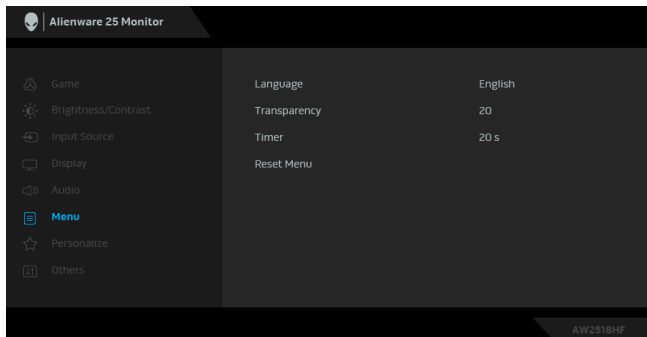 Alienware 25 Monitor
Game
Language English
Brightness/Contrast
Transparency 20
Input Source
Timer 20 s
Display
Reset Menu
Audio
Menu
Personalize
Others
AW2518HF